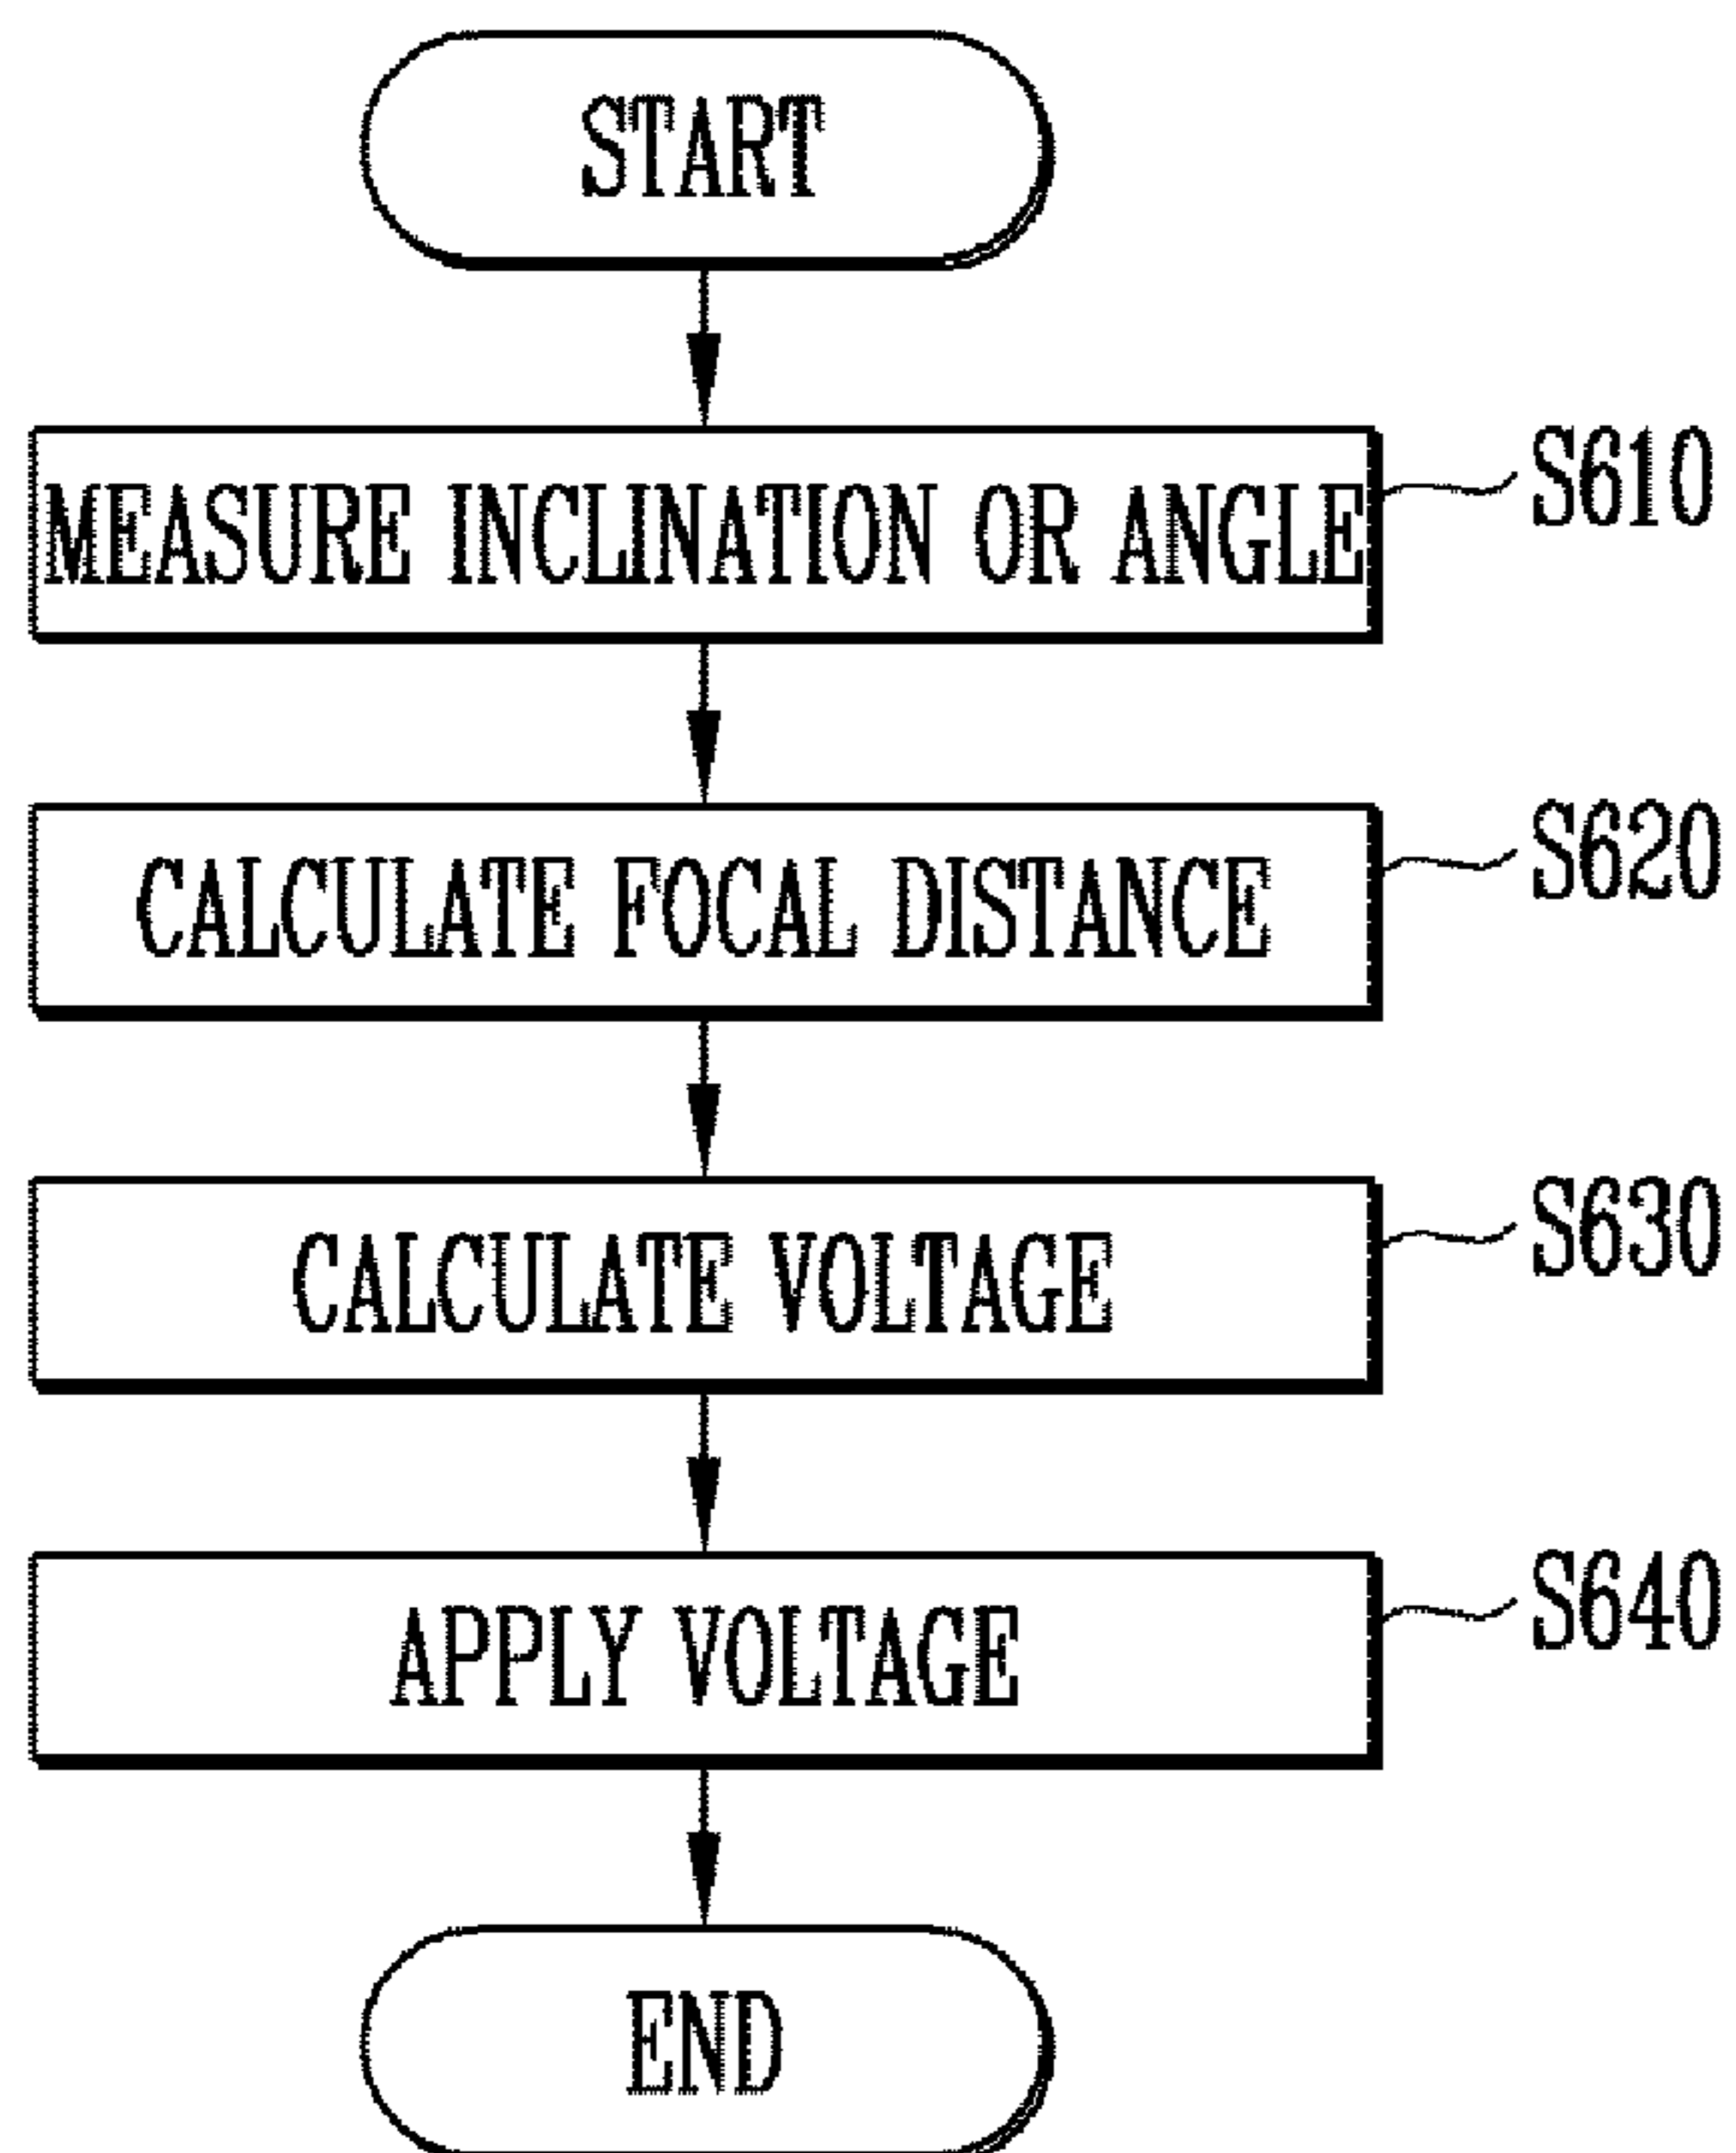 START
MEASURE INCLINATION OR ANGLE
S610
CALCULATE FOCAL DISTANCE
S620
CALCULATE VOLTAGE
S630
APPLY VOLTAGE
S640
END